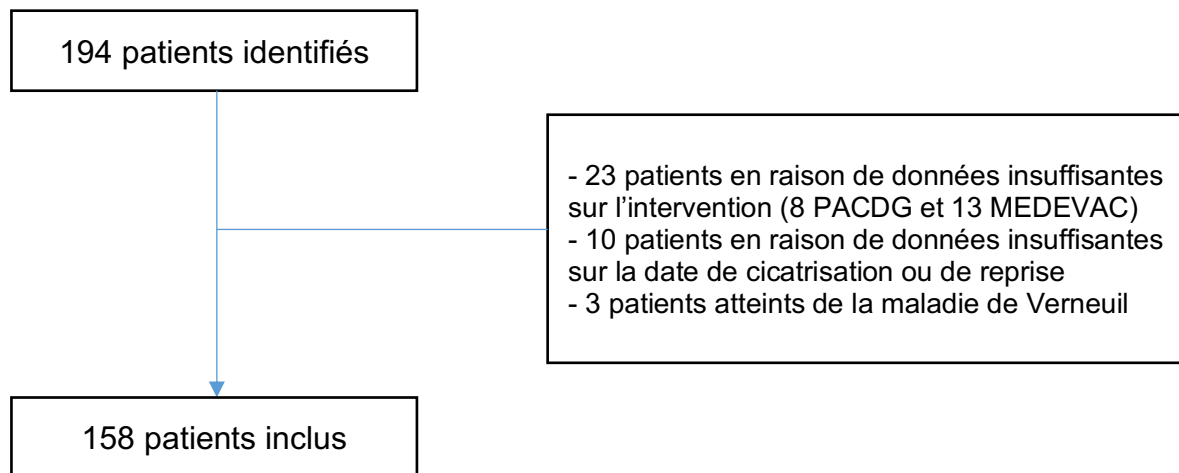 194 patients identifiés
- 23 patients en raison de données insuffisantes
sur l’intervention (8 PACDG et 13 MEDEVAC)
- 10 patients en raison de données insuffisantes
sur la date de cicatrisation ou de reprise
- 3 patients atteints de la maladie de Verneuil
158 patients inclus